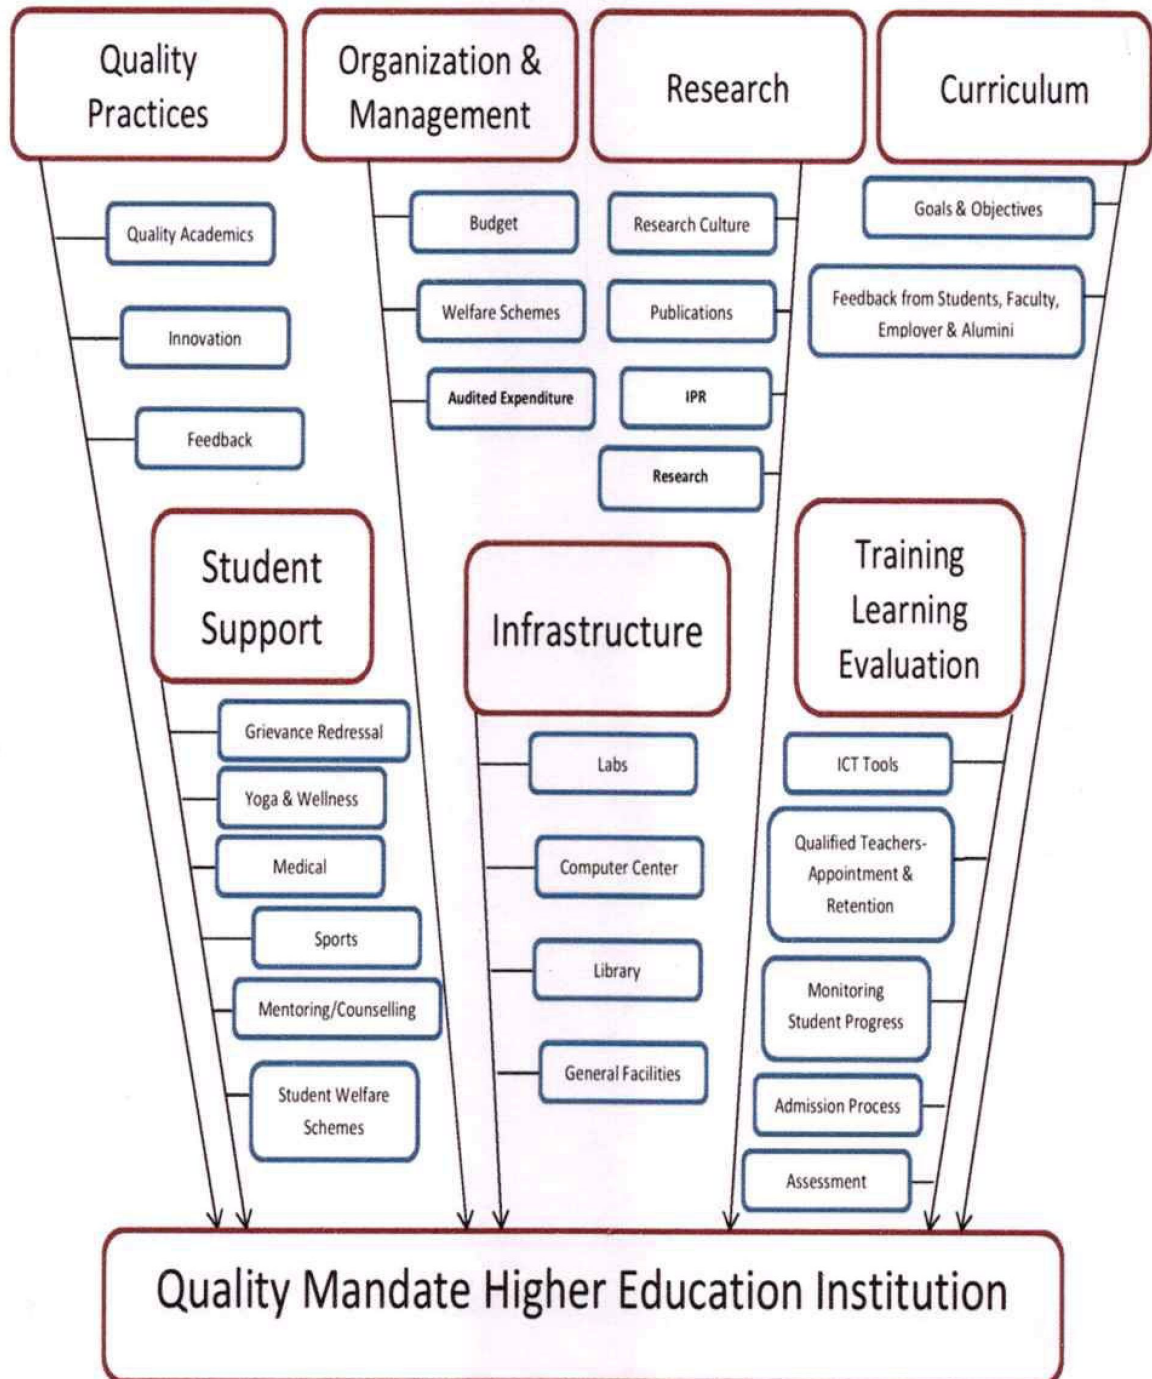 Quality
Practices
Organization &
Management
Research
Curriculum
Quality Academics
Innovation
Feedback
Budget
Welfare Schemes
Audited Expenditure
Research Culture
Publications
IPR
Research
Goals & Objectives
Feedback from Students, Faculty,
Employer & Alumini
Student
Support
Infrastructure
Training
Learning
Evaluation
Grievance Redressal
Yoga & Wellness
Medical
Sports
Mentoring/Counselling
Student Welfare
Schemes
Labs
Computer Center
Library
General Facilities
ICT Tools
Qualified Teachers-
Appointment &
Retention
Monitoring
Student Progress
Admission Process
Assessment
Quality Mandate Higher Education Institution